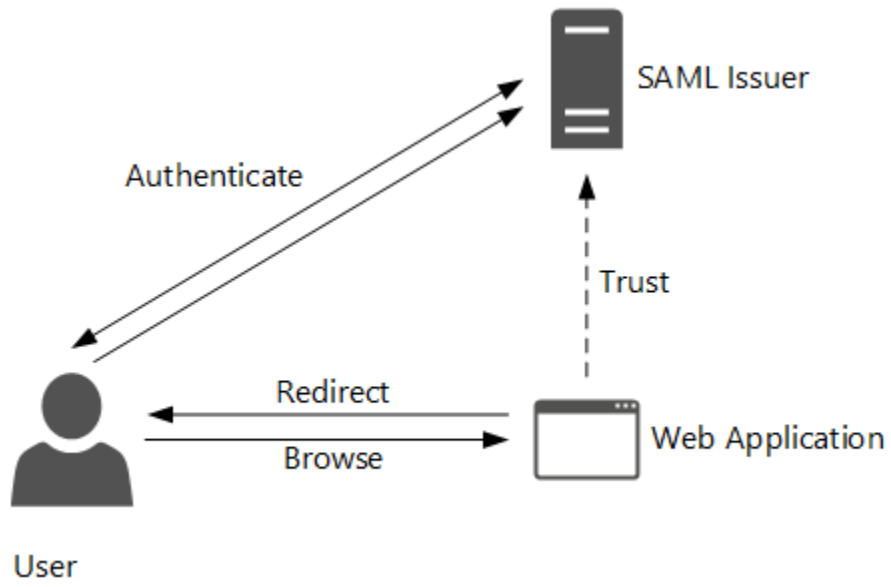 SAML Issuer
Authenticate
Trust
Redirect
Web Application
Browse
User